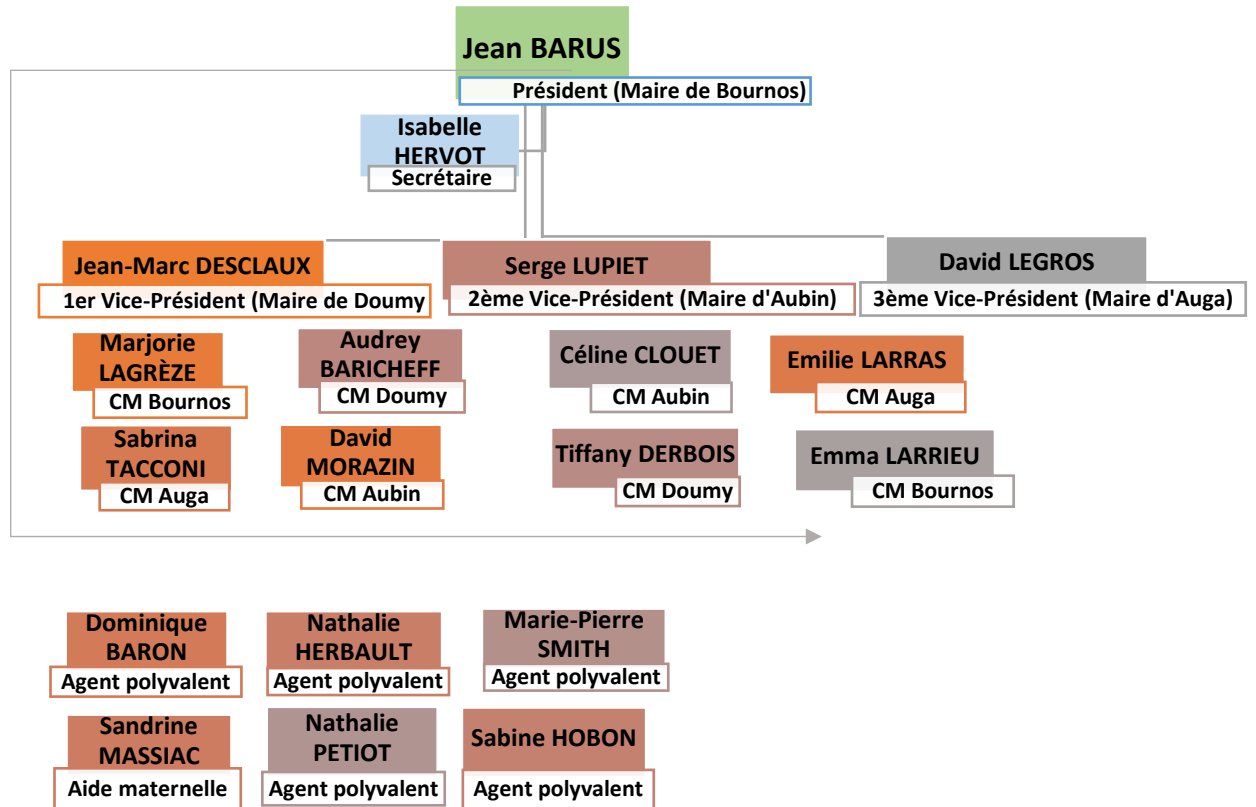 Jean BARUS
Président (Maire de Bournos)
Isabelle
HERVOT
Secrétaire
Jean-Marc DESCLAUX
1er Vice-Président (Maire de Doumy
Serge LUPIET
2ème Vice-Président (Maire d'Aubin)
David LEGROS
3ème Vice-Président (Maire d'Auga)
Marjorie
LAGRÈZE
CM Bournos
Audrey
BARICHEFF
CM Doumy
Céline CLOUET
CM Aubin
Emilie LARRAS
CM Auga
Sabrina
TACCONI
CM Auga
David
MORAZIN
CM Aubin
Tiffany DERBOIS
CM Doumy
Emma LARRIEU
CM Bournos
Dominique
BARON
Agent polyvalent
Nathalie
HERBAULT
Agent polyvalent
Marie-Pierre
SMITH
Agent polyvalent
Sandrine
MASSIAC
Aide maternelle
Nathalie
PETIOT
Agent polyvalent
Sabine HOBON
Agent polyvalent